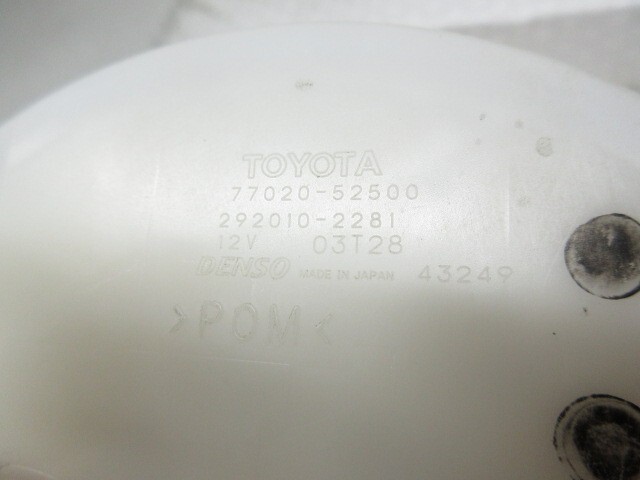 TOYOTA
77020-52500
292010-2281
12V 03T28
DENSO MADE IN JAPAN 43249
>POM<